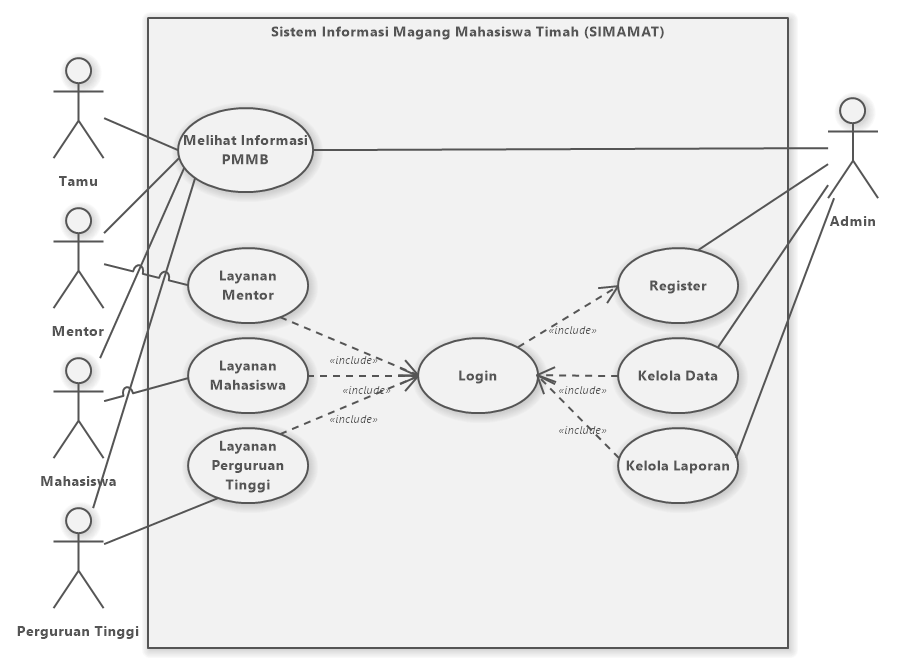 Sistem Informasi Magang Mahasiswa Timah (SIMAMAT)
Tamu
Mentor
Mahasiswa
Perguruan Tinggi
Melihat Informasi
PMMB
Layanan
Mentor
Layanan
Mahasiswa
Layanan
Perguruan
Tinggi
«include»
«include»
«include»
Login
«include»
«include»
«include»
Register
Kelola Data
Kelola Laporan
Admin